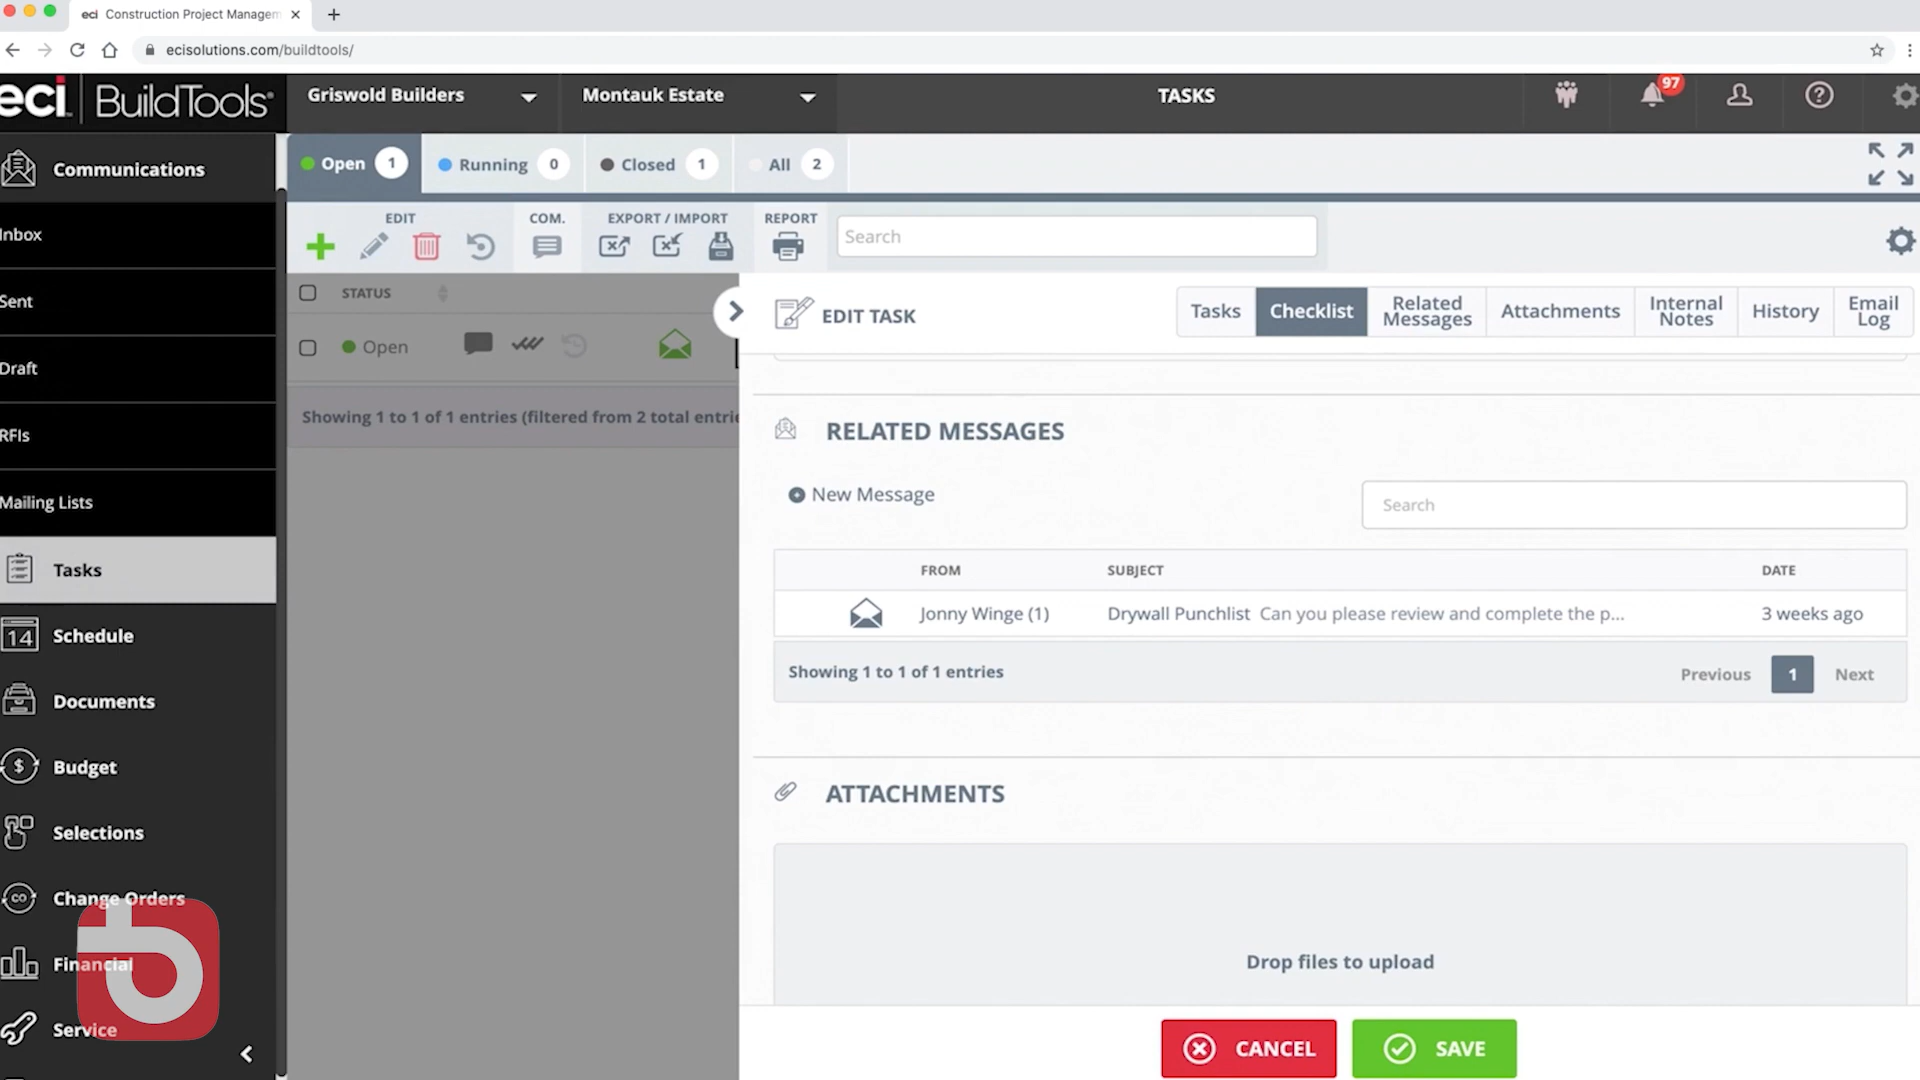 eci Construction Project Managem
ecisolutions.com/buildtools/
eci BuildTools®
Griswold Builders
Montauk Estate
TASKS
97
Communications
Inbox
Sent
Draft
RFIs
Mailing Lists
Tasks
14 Schedule
Documents
$ Budget
Selections
CO Change Orders
Financial
Service
Open 1
Running 0
Closed 1
All 2
EDIT
COM.
EXPORT / IMPORT
REPORT
Search
STATUS
Open
Showing 1 to 1 of 1 entries (filtered from 2 total entrie
EDIT TASK
Tasks
Checklist
Related
Messages
Attachments
Internal
Notes
History
Email
Log
RELATED MESSAGES
New Message
Search
FROM SUBJECT DATE
Jonny Winge (1) Drywall Punchlist Can you please review and complete the p... 3 weeks ago
Showing 1 to 1 of 1 entries
Previous 1 Next
ATTACHMENTS
Drop files to upload
CANCEL
SAVE